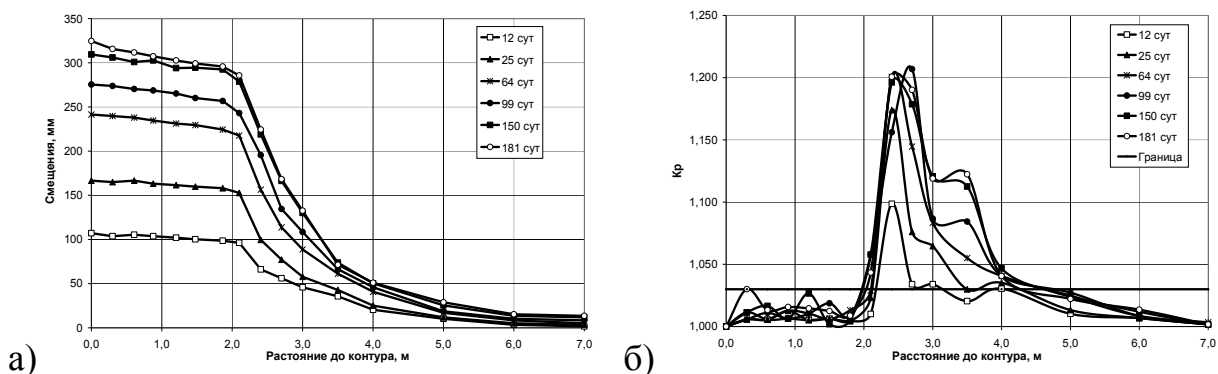 350
300
250
200
150
100
50
0
Смещения, мм
0,0 1,0 2,0 3,0 4,0 5,0 6,0 7,0
Растояние до контура, м
12 сут
25 сут
64 сут
99 сут
150 сут
181 сут
а)
1,250
1,200
1,150
1,100
1,050
1,000
Кр
0,0 1,0 2,0 3,0 4,0 5,0 6,0 7,0
Расстояние до контура, м
12 сут
25 сут
64 сут
99 сут
150 сут
181 сут
Граница
б)